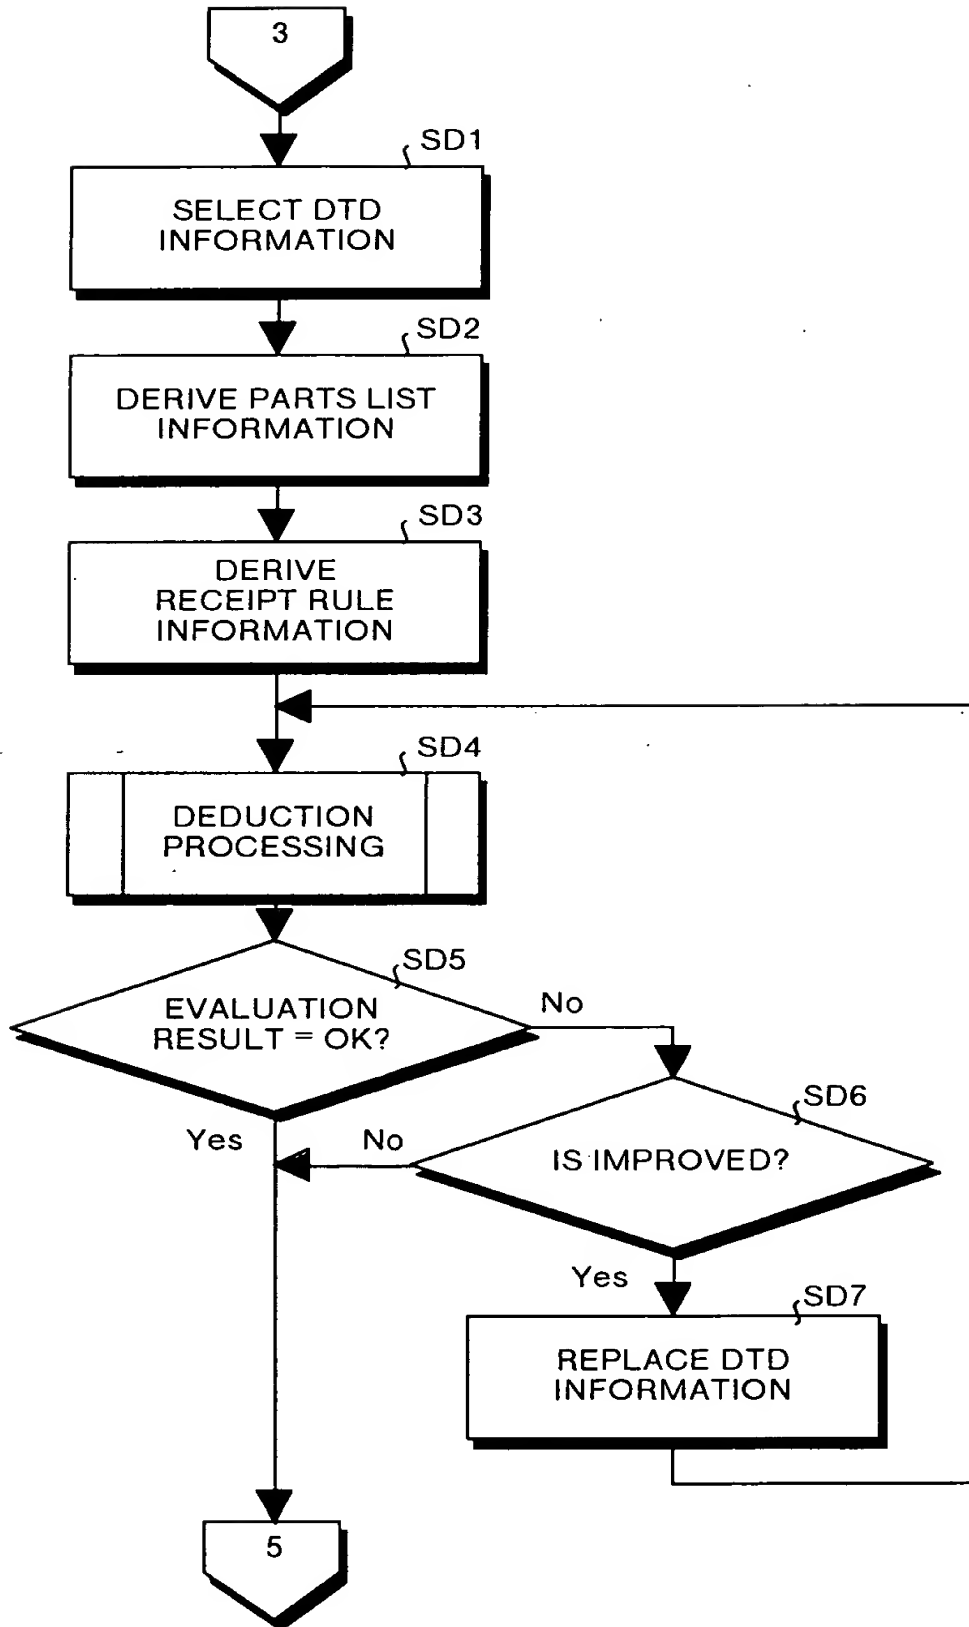 3
SD1
SELECT DTD
INFORMATION
SD2
DERIVE PARTS LIST
INFORMATION
SD3
DERIVE
RECEIPT RULE
INFORMATION
SD4
DEDUCTION
PROCESSING
SD5
EVALUATION
RESULT = OK?
No
SD6
Yes
No
IS IMPROVED?
Yes
SD7
REPLACE DTD
INFORMATION
5